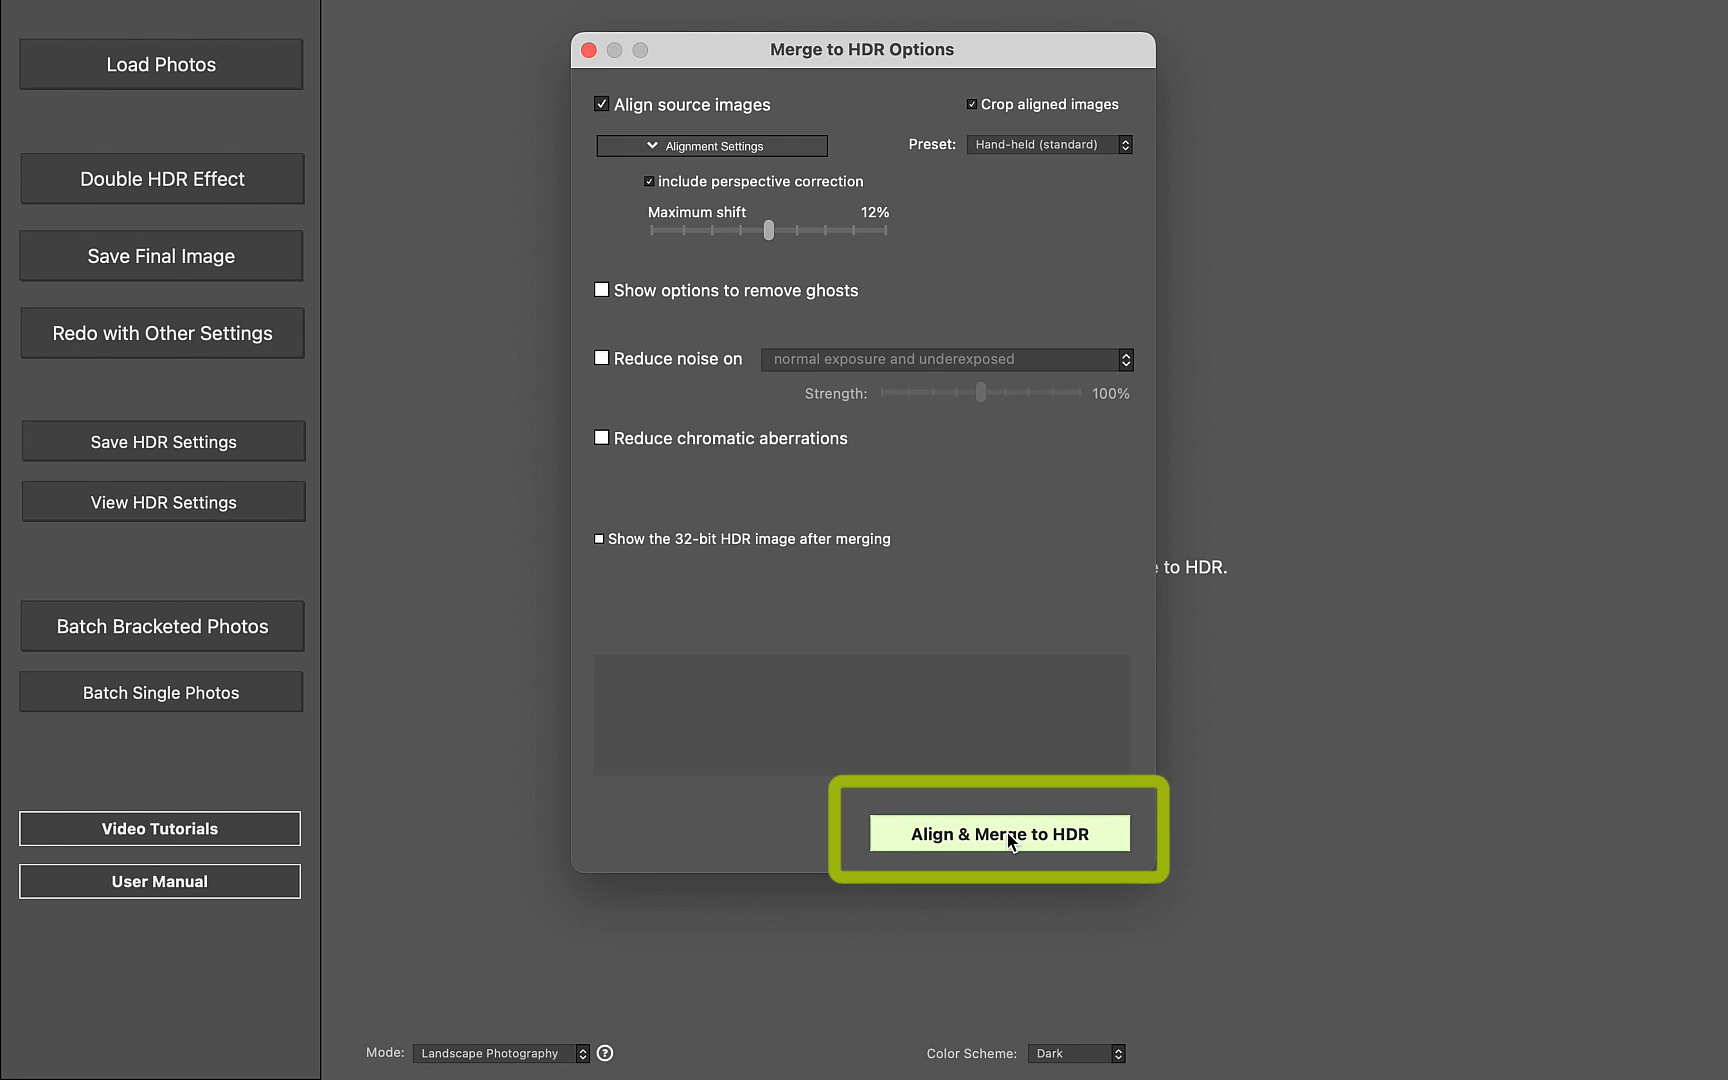 Load Photos
Double HDR Effect
Save Final Image
Redo with Other Settings
Save HDR Settings
View HDR Settings
Batch Bracketed Photos
Batch Single Photos
Video Tutorials
User Manual
Merge to HDR Options
Align source images
Crop aligned images
Alignment Settings
Preset: Hand-held (standard)
include perspective correction
Maximum shift 12%
Show options to remove ghosts
Reduce noise on normal exposure and underexposed
Strength: 100%
Reduce chromatic aberrations
Show the 32-bit HDR image after merging
e to HDR.
Align & Merge to HDR
Mode: Landscape Photography ?
Color Scheme: Dark